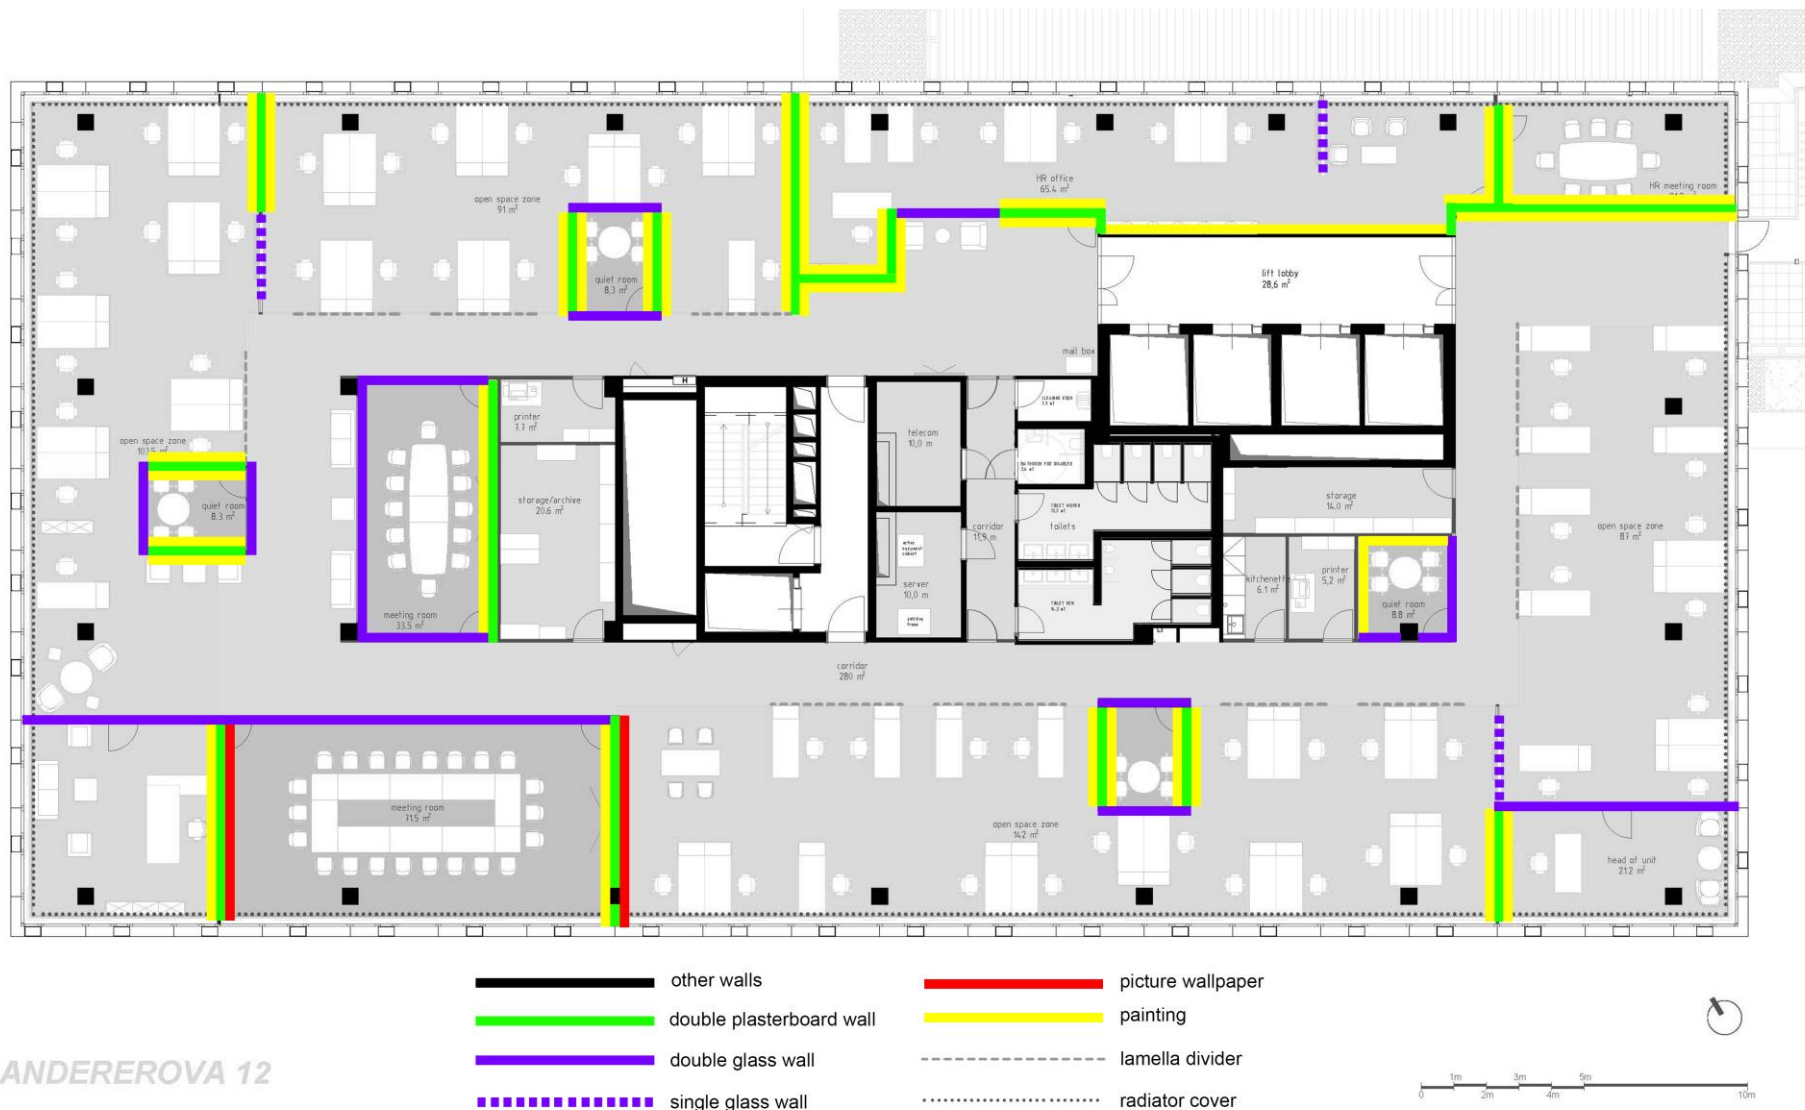 HR office
65.4 m²
HR meeting room
open space zone
91 m²
quiet room
8.3 m²
lift lobby
28,6 m²
mail box
printer
7.7 m²
telecom
10,0 m
open space zone
103.5 m²
quiet room
8.3 m²
storage/archive
20.6 m²
storage
14.0 m²
corridor
11,9 m
toilets
open space zone
87 m²
server
10,0 m
kitchenette
6.1 m²
printer
5,2 m²
quiet room
8.8 m²
meeting room
33.5 m²
corridor
280 m²
meeting room
71.5 m²
open space zone
142 m²
head of unit
21.2 m²
other walls
double plasterboard wall
double glass wall
single glass wall
picture wallpaper
painting
lamella divider
radiator cover
ANDEREROVA 12
1m 3m 5m
0 2m 4m 10m